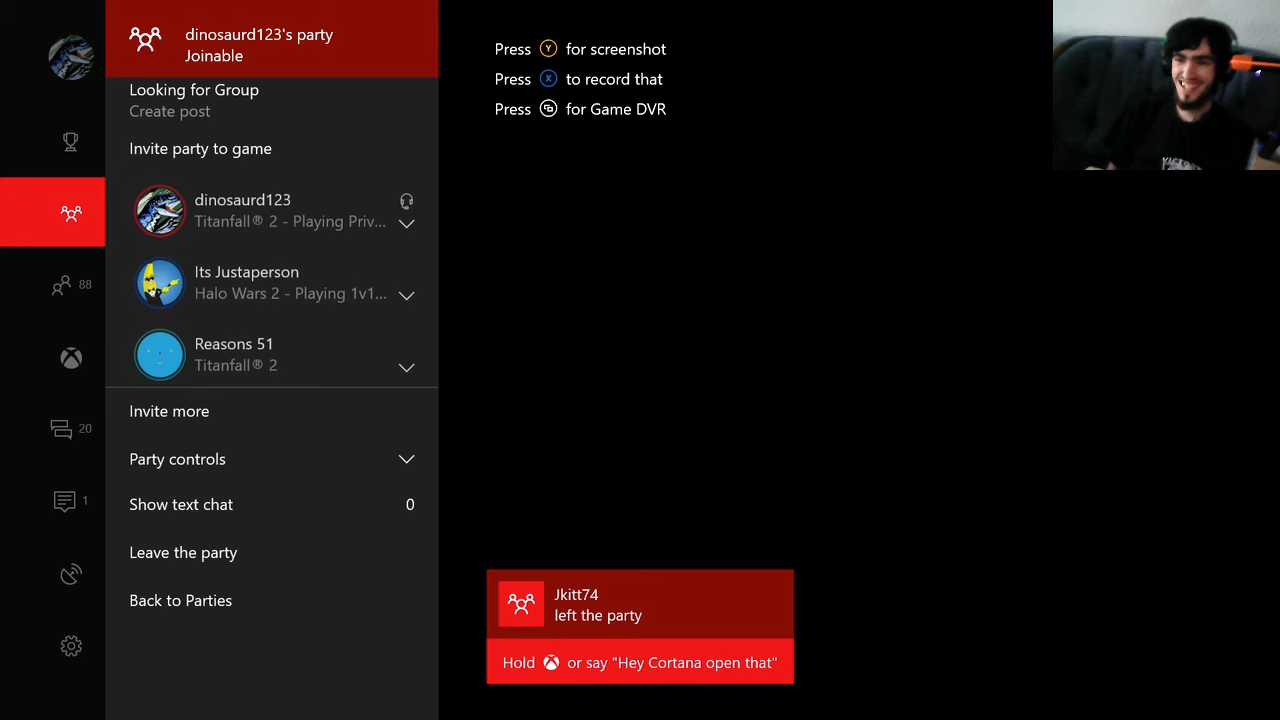 dinosaurd123's party
Joinable
Looking for Group
Create post
Invite party to game
dinosaurd123
Titanfall® 2 - Playing Priv...
Its Justaperson
Halo Wars 2 - Playing 1v1...
Reasons 51
Titanfall® 2
Invite more
Party controls
Show text chat 0
Leave the party
Back to Parties
88
20
1
Press Y for screenshot
Press X to record that
Press for Game DVR
Jkitt74
left the party
Hold or say "Hey Cortana open that"